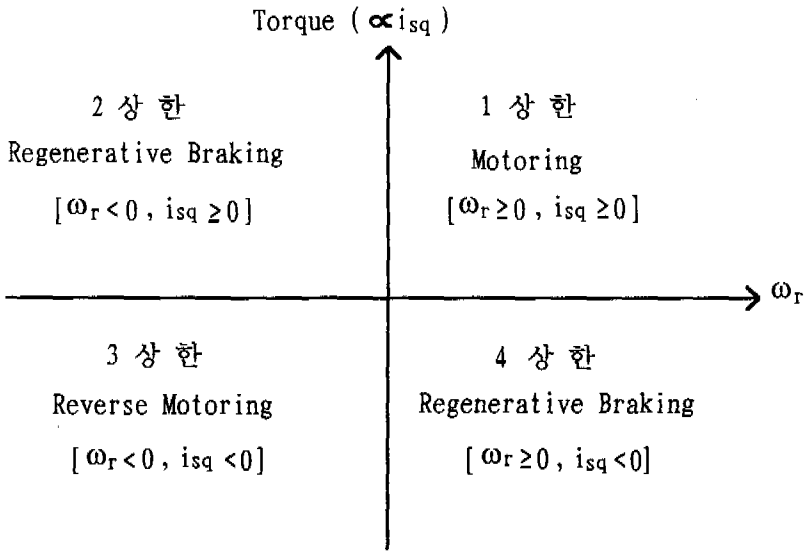 Torque ( ∝ isq )
2 상 한
Regenerative Braking
[ ωr < 0 , isq ≥ 0 ]
1 상 한
Motoring
[ ωr ≥ 0 , isq ≥ 0 ]
ωr
3 상 한
Reverse Motoring
[ ωr < 0 , isq < 0 ]
4 상 한
Regenerative Braking
[ ωr ≥ 0 , isq < 0 ]